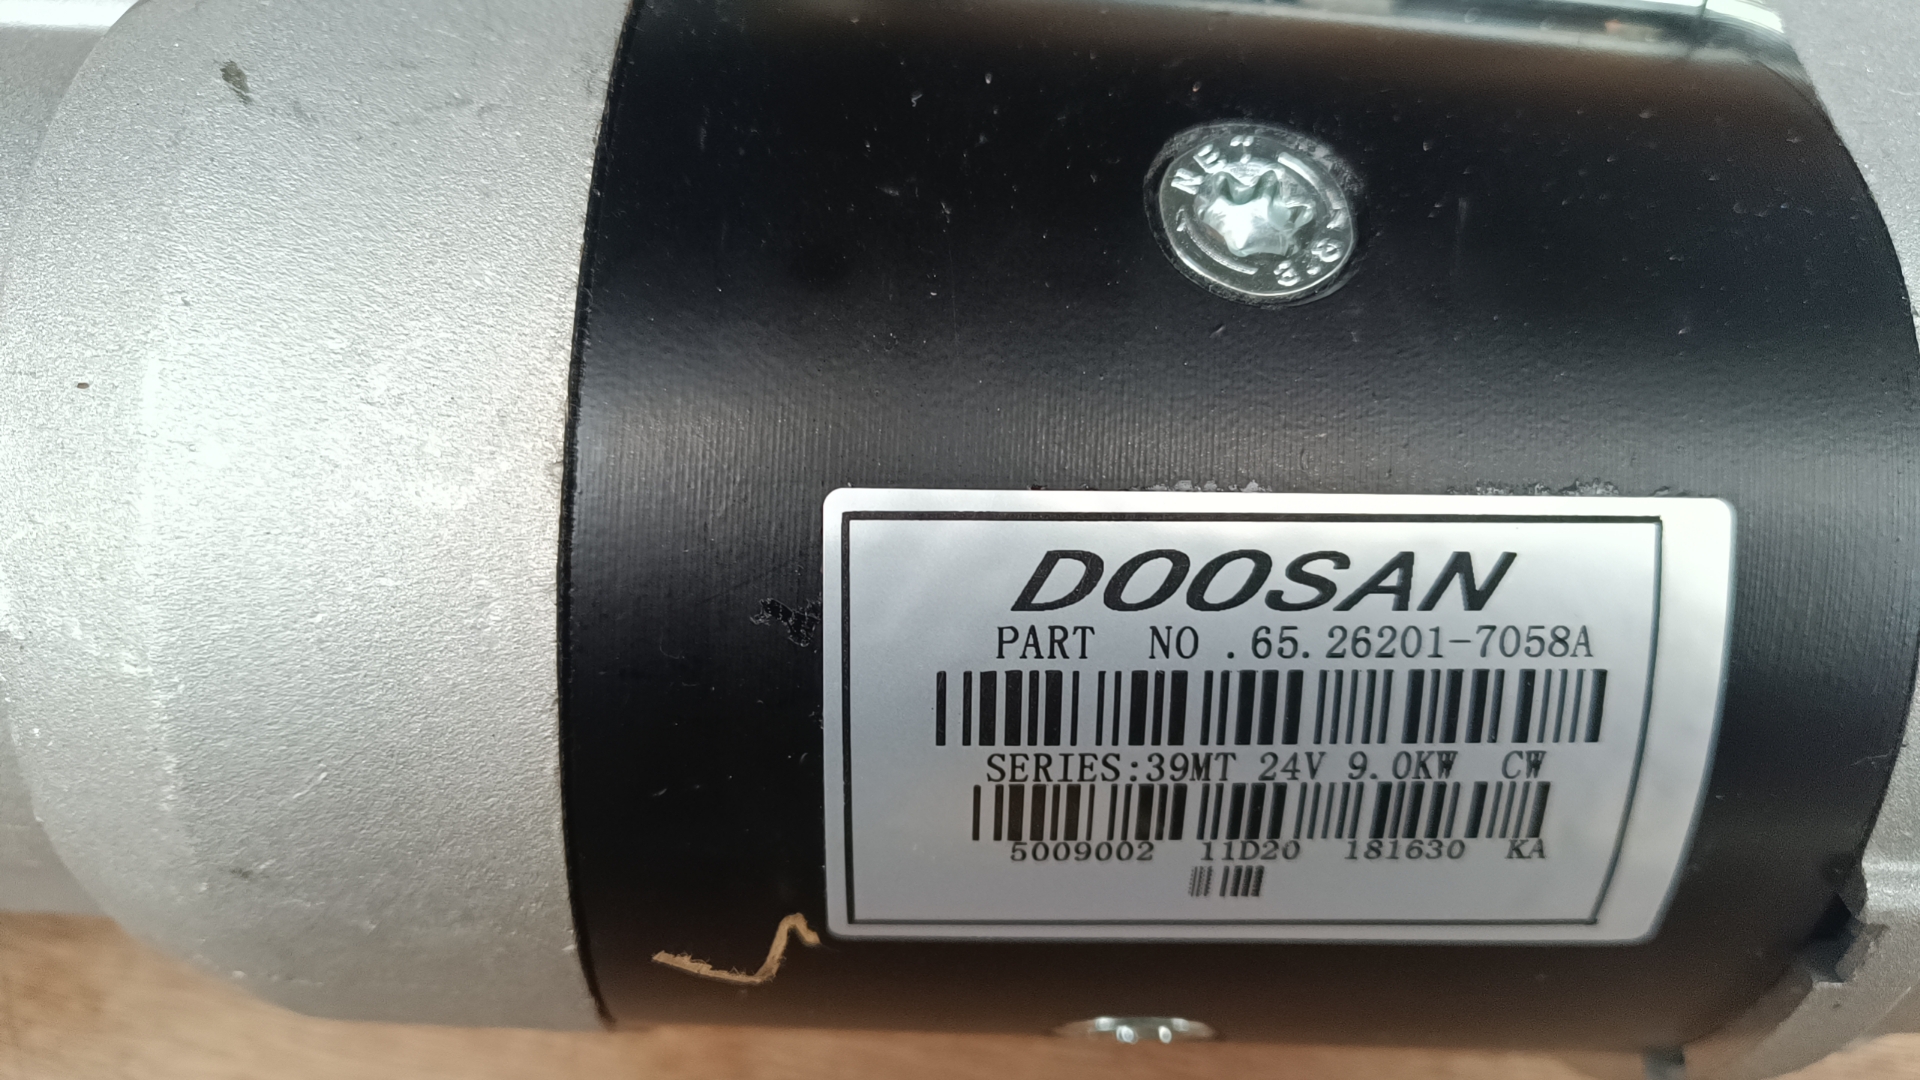 DOOSAN
PART NO .65.26201-7058A
SERIES:39MT 24V 9.0KW CW
5009002 11D20 181630 KA